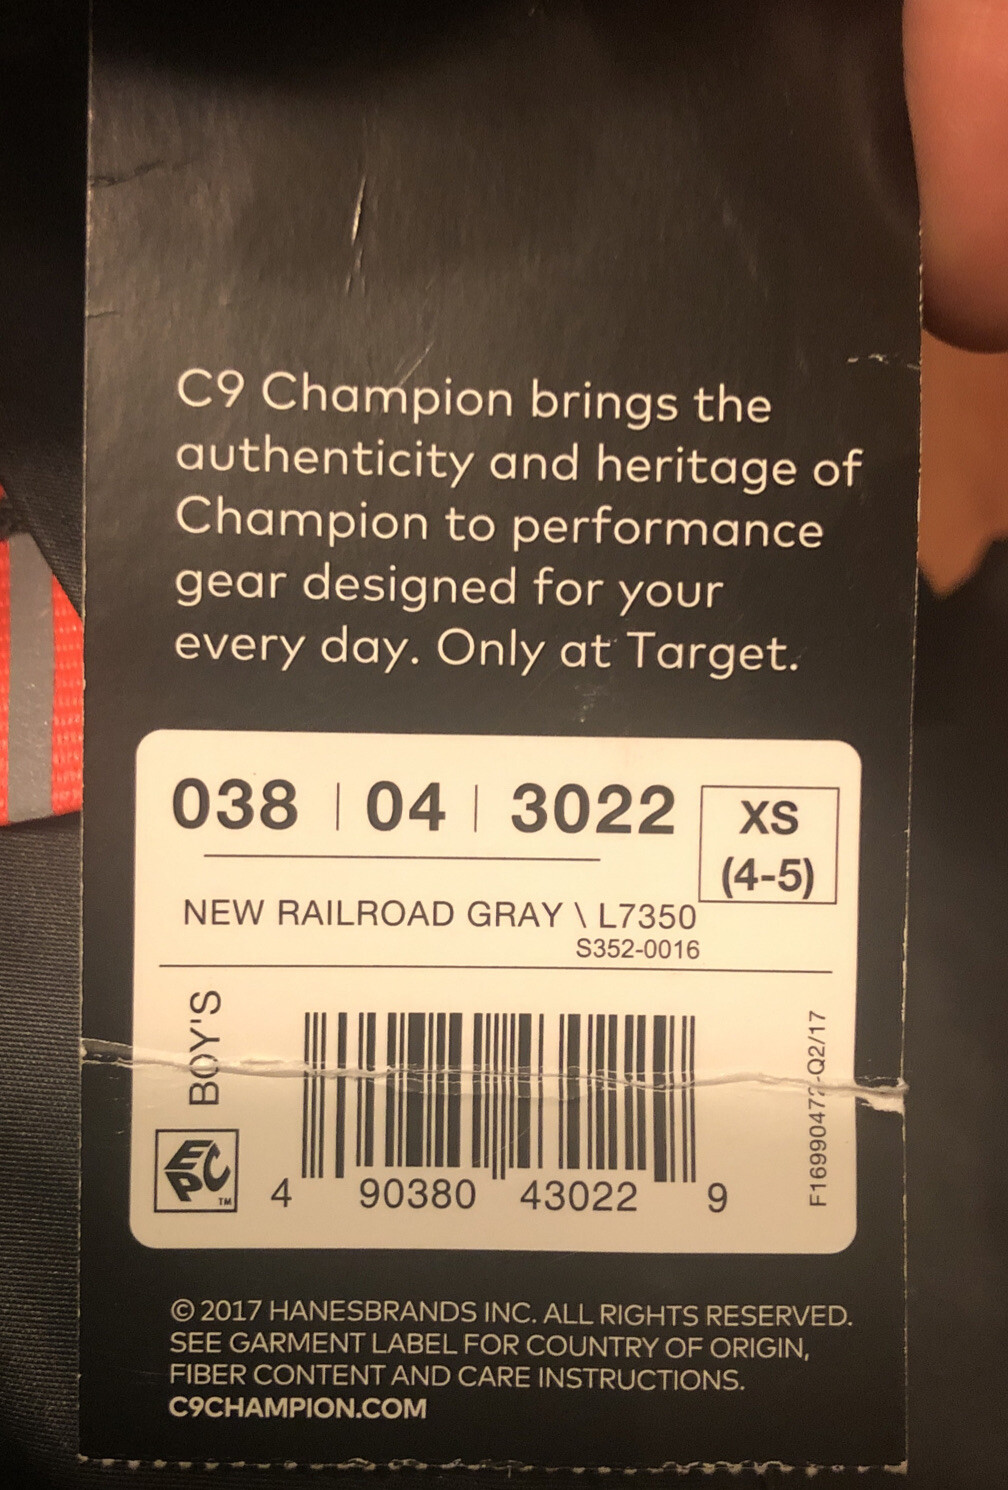 C9 Champion brings the
authenticity and heritage of
Champion to performance
gear designed for your
every day. Only at Target.
038 | 04 | 3022
XS
(4-5)
NEW RAILROAD GRAY \ L7350
S352-0016
BOY'S
EPC™
4 90380 43022 9
© 2017 HANESBRANDS INC. ALL RIGHTS RESERVED.
SEE GARMENT LABEL FOR COUNTRY OF ORIGIN,
FIBER CONTENT AND CARE INSTRUCTIONS.
C9CHAMPION.COM